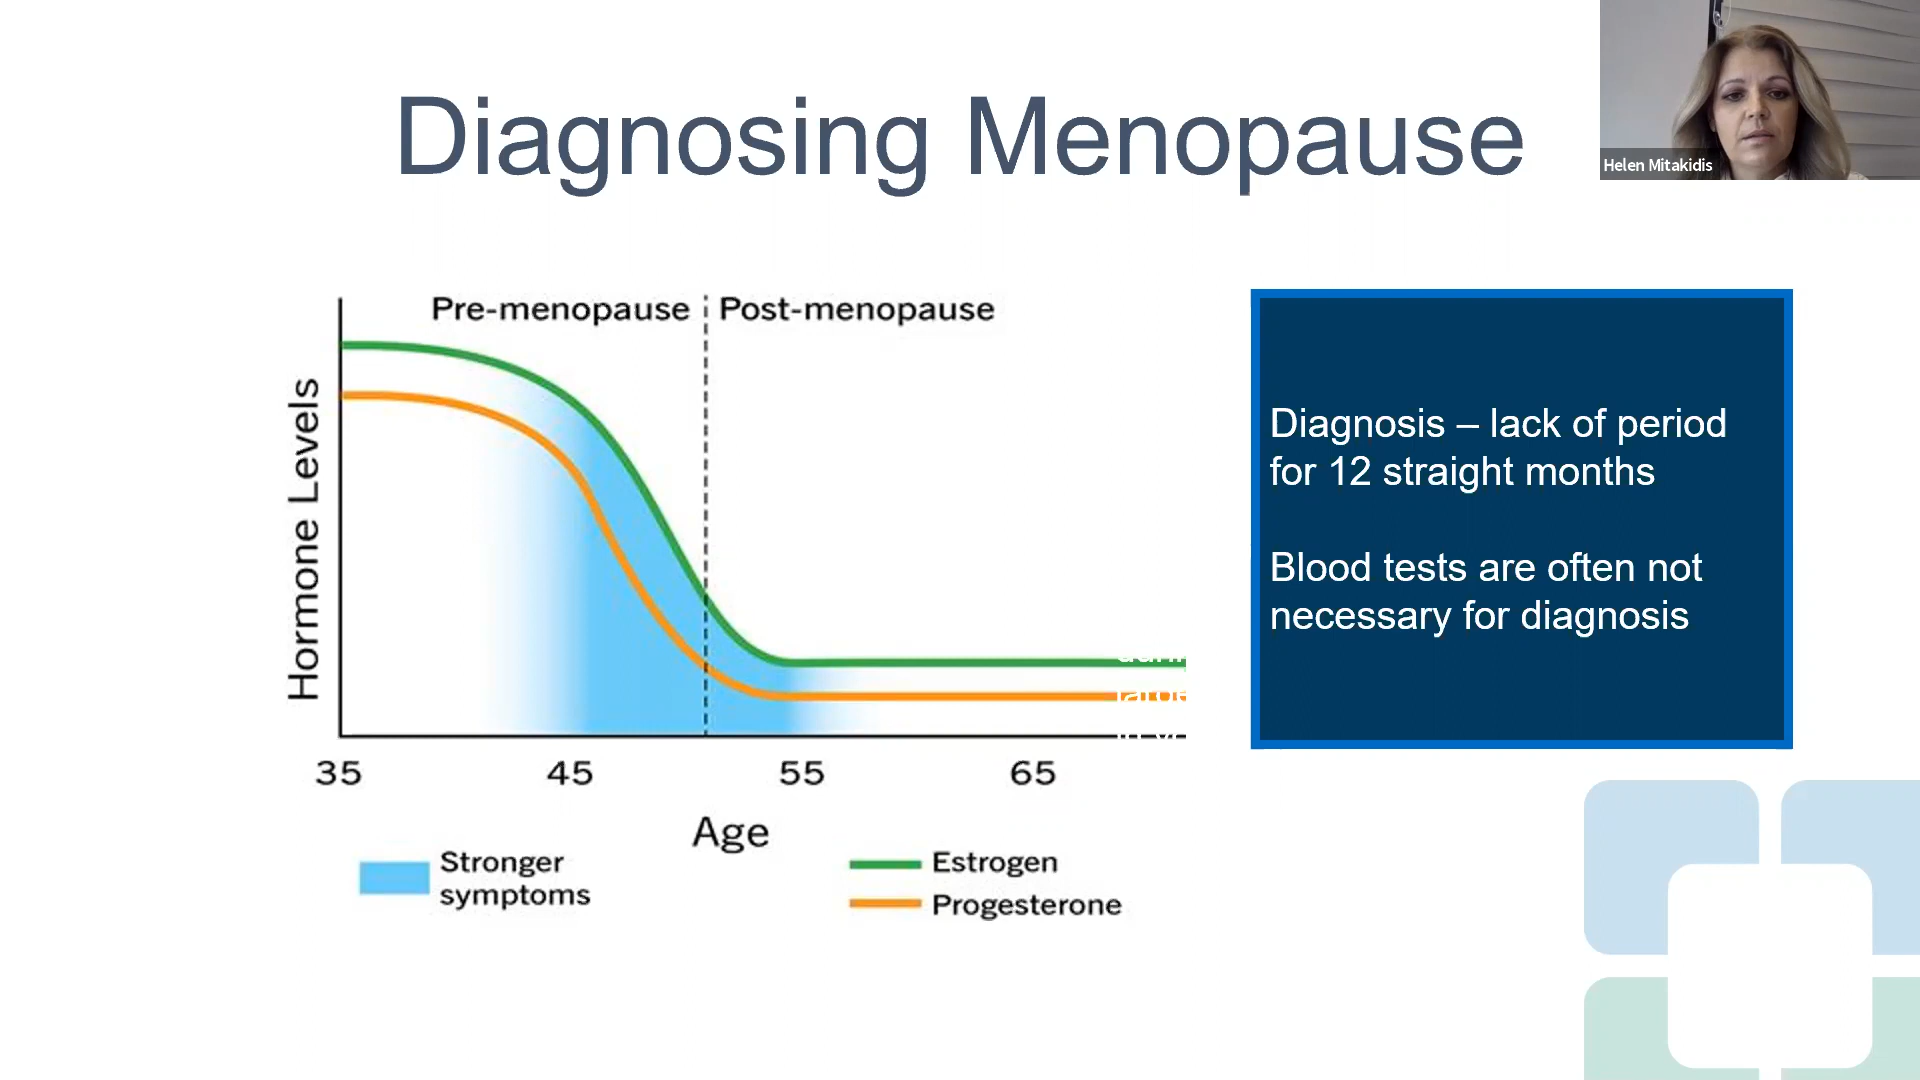 Diagnosing Menopause
Helen Mitakidis
Pre-menopause
Post-menopause
Hormone Levels
35
45
55
65
Age
Stronger
symptoms
Estrogen
Progesterone
Diagnosis – lack of period
for 12 straight months
Blood tests are often not
necessary for diagnosis